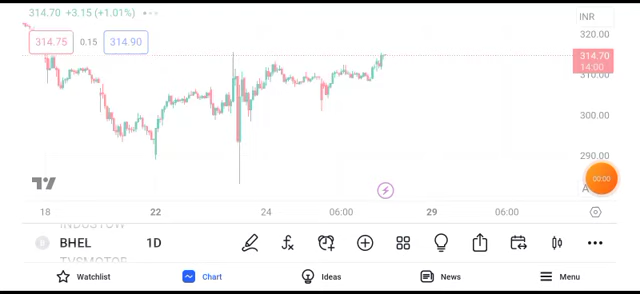 314.70 +3.15 (+1.01%)
INR
320.00
314.75 0.15 314.90
314.70
14:00
310.00
300.00
290.00
00:00
18 22 24 06:00 29 06:00
INDUSTOW
BHEL 1D
TVSMOTOR
Watchlist Chart Ideas News Menu